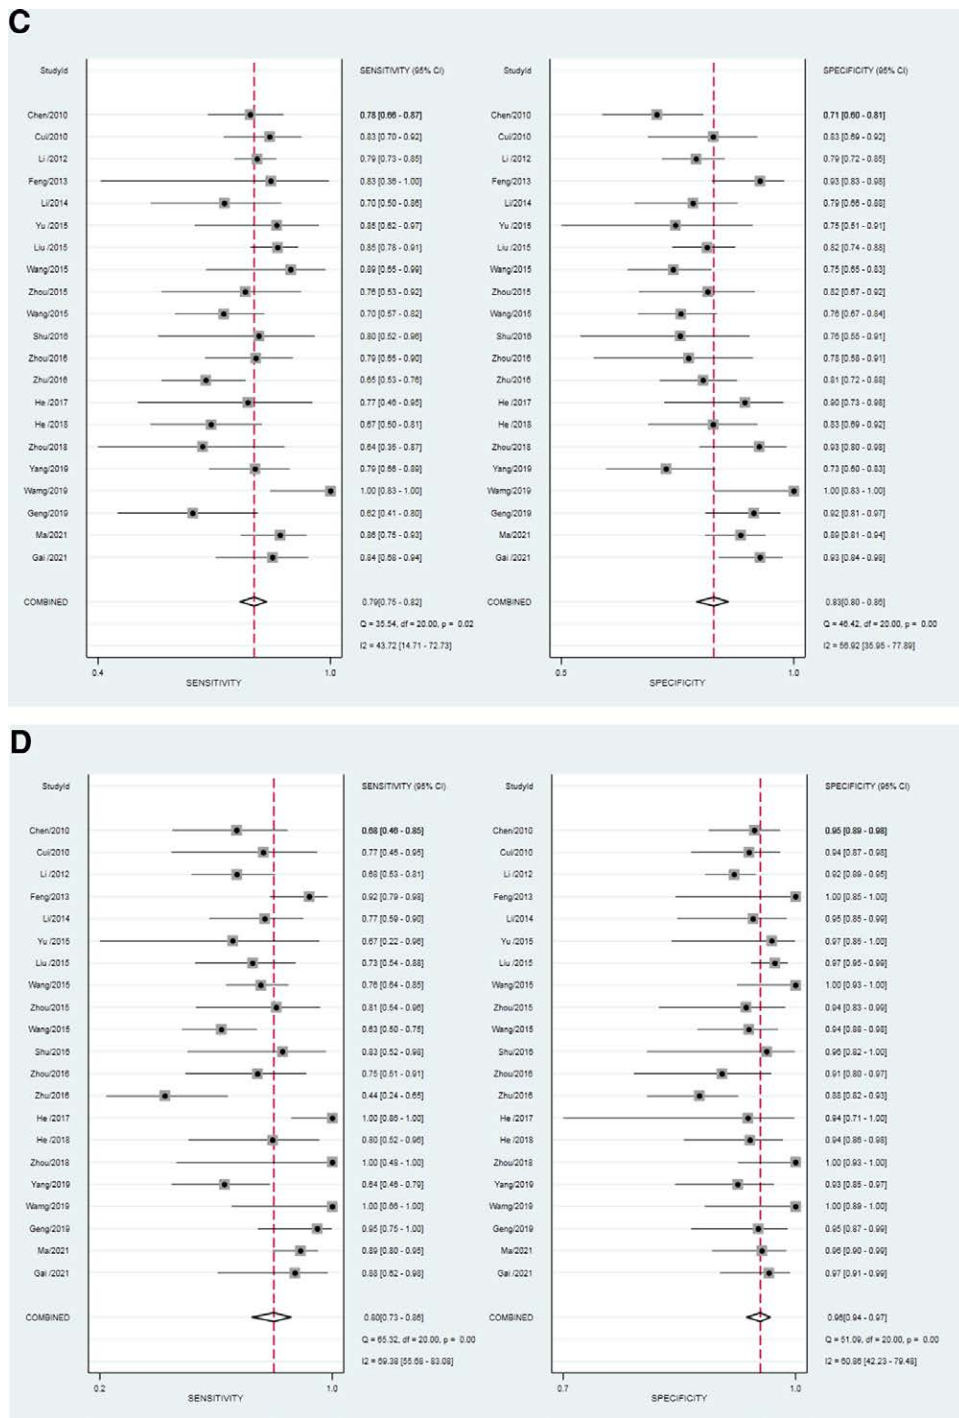 C
StudyId SENSITIVITY (95% CI) StudyId SPECIFICITY (95% CI)
Chen/2010 0.78 [0.66 - 0.87] Chen/2010 0.71 [0.60 - 0.81]
Cui/2010 0.83 [0.70 - 0.92] Cui/2010 0.83 [0.69 - 0.92]
Li /2012 0.79 [0.73 - 0.85] Li /2012 0.79 [0.72 - 0.85]
Feng/2013 0.83 [0.36 - 1.00] Feng/2013 0.93 [0.83 - 0.98]
Li/2014 0.70 [0.50 - 0.86] Li/2014 0.79 [0.66 - 0.88]
Yu /2015 0.85 [0.62 - 0.97] Yu /2015 0.75 [0.51 - 0.91]
Liu /2015 0.85 [0.78 - 0.91] Liu /2015 0.82 [0.74 - 0.88]
Wang/2015 0.89 [0.65 - 0.99] Wang/2015 0.75 [0.65 - 0.83]
Zhou/2015 0.76 [0.53 - 0.92] Zhou/2015 0.82 [0.67 - 0.92]
Wang/2015 0.70 [0.57 - 0.82] Wang/2015 0.76 [0.67 - 0.84]
Shu/2016 0.80 [0.52 - 0.96] Shu/2016 0.76 [0.55 - 0.91]
Zhou/2016 0.79 [0.65 - 0.90] Zhou/2016 0.78 [0.58 - 0.91]
Zhu/2016 0.65 [0.53 - 0.76] Zhu/2016 0.81 [0.72 - 0.88]
He /2017 0.77 [0.46 - 0.95] He /2017 0.90 [0.73 - 0.98]
He /2018 0.67 [0.50 - 0.81] He /2018 0.83 [0.69 - 0.92]
Zhou/2018 0.64 [0.35 - 0.87] Zhou/2018 0.93 [0.80 - 0.98]
Yang/2019 0.79 [0.66 - 0.89] Yang/2019 0.73 [0.60 - 0.83]
Wamg/2019 1.00 [0.83 - 1.00] Wamg/2019 1.00 [0.83 - 1.00]
Geng/2019 0.62 [0.41 - 0.80] Geng/2019 0.92 [0.81 - 0.97]
Ma/2021 0.86 [0.75 - 0.93] Ma/2021 0.89 [0.81 - 0.94]
Gai /2021 0.84 [0.68 - 0.94] Gai /2021 0.93 [0.84 - 0.98]
COMBINED 0.79[0.75 - 0.82] COMBINED 0.83[0.80 - 0.86]
Q = 35.54, df = 20.00, p = 0.02 Q = 46.42, df = 20.00, p = 0.00
I2 = 43.72 [14.71 - 72.73] I2 = 56.92 [35.95 - 77.89]
0.4 1.0 0.5 1.0
SENSITIVITY SPECIFICITY
D
StudyId SENSITIVITY (95% CI) StudyId SPECIFICITY (95% CI)
Chen/2010 0.68 [0.46 - 0.85] Chen/2010 0.95 [0.89 - 0.98]
Cui/2010 0.77 [0.46 - 0.95] Cui/2010 0.94 [0.87 - 0.98]
Li /2012 0.68 [0.53 - 0.81] Li /2012 0.92 [0.89 - 0.95]
Feng/2013 0.92 [0.79 - 0.98] Feng/2013 1.00 [0.85 - 1.00]
Li/2014 0.77 [0.59 - 0.90] Li/2014 0.95 [0.85 - 0.99]
Yu /2015 0.67 [0.22 - 0.96] Yu /2015 0.97 [0.85 - 1.00]
Liu /2015 0.73 [0.54 - 0.88] Liu /2015 0.97 [0.95 - 0.99]
Wang/2015 0.76 [0.64 - 0.85] Wang/2015 1.00 [0.93 - 1.00]
Zhou/2015 0.81 [0.54 - 0.96] Zhou/2015 0.94 [0.83 - 0.99]
Wang/2015 0.63 [0.50 - 0.75] Wang/2015 0.94 [0.88 - 0.98]
Shu/2016 0.83 [0.52 - 0.98] Shu/2016 0.96 [0.82 - 1.00]
Zhou/2016 0.75 [0.51 - 0.91] Zhou/2016 0.91 [0.80 - 0.97]
Zhu/2016 0.44 [0.24 - 0.65] Zhu/2016 0.88 [0.82 - 0.93]
He /2017 1.00 [0.86 - 1.00] He /2017 0.94 [0.71 - 1.00]
He /2018 0.80 [0.52 - 0.96] He /2018 0.94 [0.86 - 0.98]
Zhou/2018 1.00 [0.48 - 1.00] Zhou/2018 1.00 [0.93 - 1.00]
Yang/2019 0.64 [0.46 - 0.79] Yang/2019 0.93 [0.85 - 0.97]
Wamg/2019 1.00 [0.66 - 1.00] Wamg/2019 1.00 [0.89 - 1.00]
Geng/2019 0.95 [0.75 - 1.00] Geng/2019 0.95 [0.87 - 0.99]
Ma/2021 0.89 [0.80 - 0.95] Ma/2021 0.96 [0.90 - 0.99]
Gai /2021 0.88 [0.62 - 0.98] Gai /2021 0.97 [0.91 - 0.99]
COMBINED 0.80[0.73 - 0.86] COMBINED 0.96[0.94 - 0.97]
Q = 65.32, df = 20.00, p = 0.00 Q = 51.09, df = 20.00, p = 0.00
I2 = 69.38 [55.68 - 83.08] I2 = 60.86 [42.23 - 79.48]
0.2 1.0 0.7 1.0
SENSITIVITY SPECIFICITY